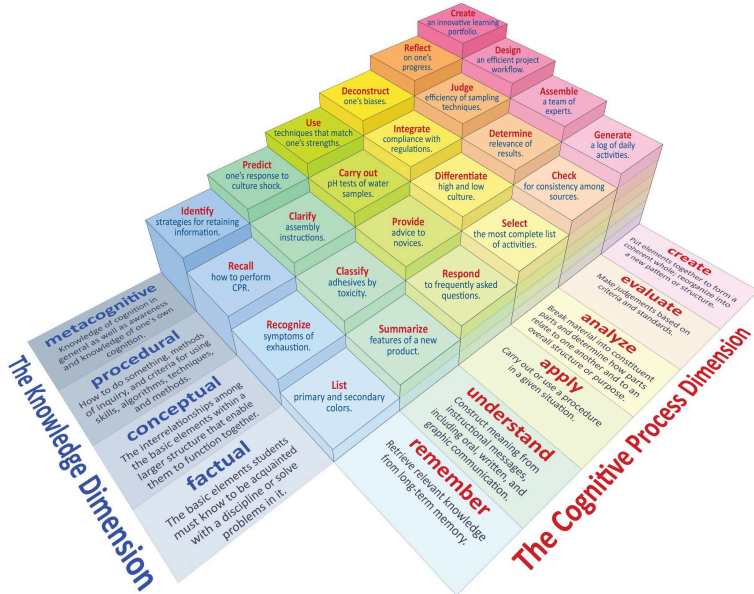 Create
an innovative learning
portfolio.
Reflect
on one's
progress.
Design
an efficient project
workflow.
Deconstruct
one's biases.
Judge
efficiency of sampling
techniques.
Assemble
a team of
experts.
Use
techniques that match
one's strengths.
Integrate
compliance with
regulations.
Determine
relevance of
results.
Generate
a log of daily
activities.
Predict
one's response to
culture shock.
Carry out
pH tests of water
samples.
Differentiate
high and low
culture.
Check
for consistency among
sources.
Identify
strategies for retaining
information.
Clarify
assembly
instructions.
Provide
advice to
novices.
Select
the most complete list
of activities.
Recall
how to perform
CPR.
Classify
adhesives by
toxicity.
Respond
to frequently asked
questions.
Recognize
symptoms of
exhaustion.
Summarize
features of a new
product.
List
primary and secondary
colors.
The Knowledge Dimension
metacognitive
Knowledge of cognition in
general as well as awareness
and knowledge of one's own
cognition.
procedural
How to do something, methods
of inquiry, and criteria for using
skills, algorithms, techniques,
and methods.
conceptual
The interrelationships among
the basic elements within a
larger structure that enable
them to function together.
factual
The basic elements students
must know to be acquainted
with a discipline or solve
problems in it.
The Cognitive Process Dimension
remember
Retrieve relevant knowledge
from long-term memory.
understand
Construct meaning from
instructional messages,
including oral, written, and
graphic communication.
apply
Carry out or use a procedure
in a given situation.
analyze
Break material into constituent
parts and determine how parts
relate to one another and to an
overall structure or purpose.
evaluate
Make judgements based on
criteria and standards.
create
Put elements together to form a
coherent whole; reorganize into
a new pattern or structure.